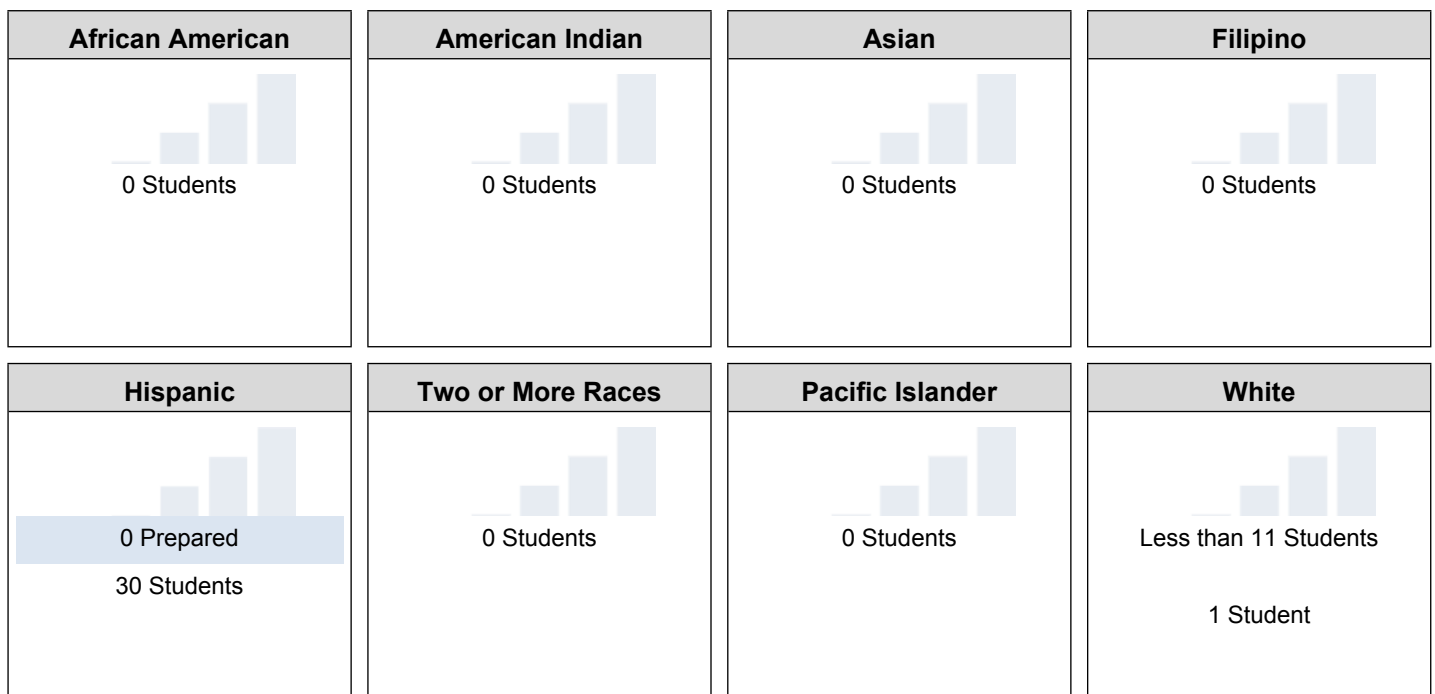 African American
American Indian
Asian
Filipino
0 Students
0 Students
0 Students
0 Students
Hispanic
Two or More Races
Pacific Islander
White
0 Prepared
0 Students
0 Students
Less than 11 Students
30 Students
1 Student